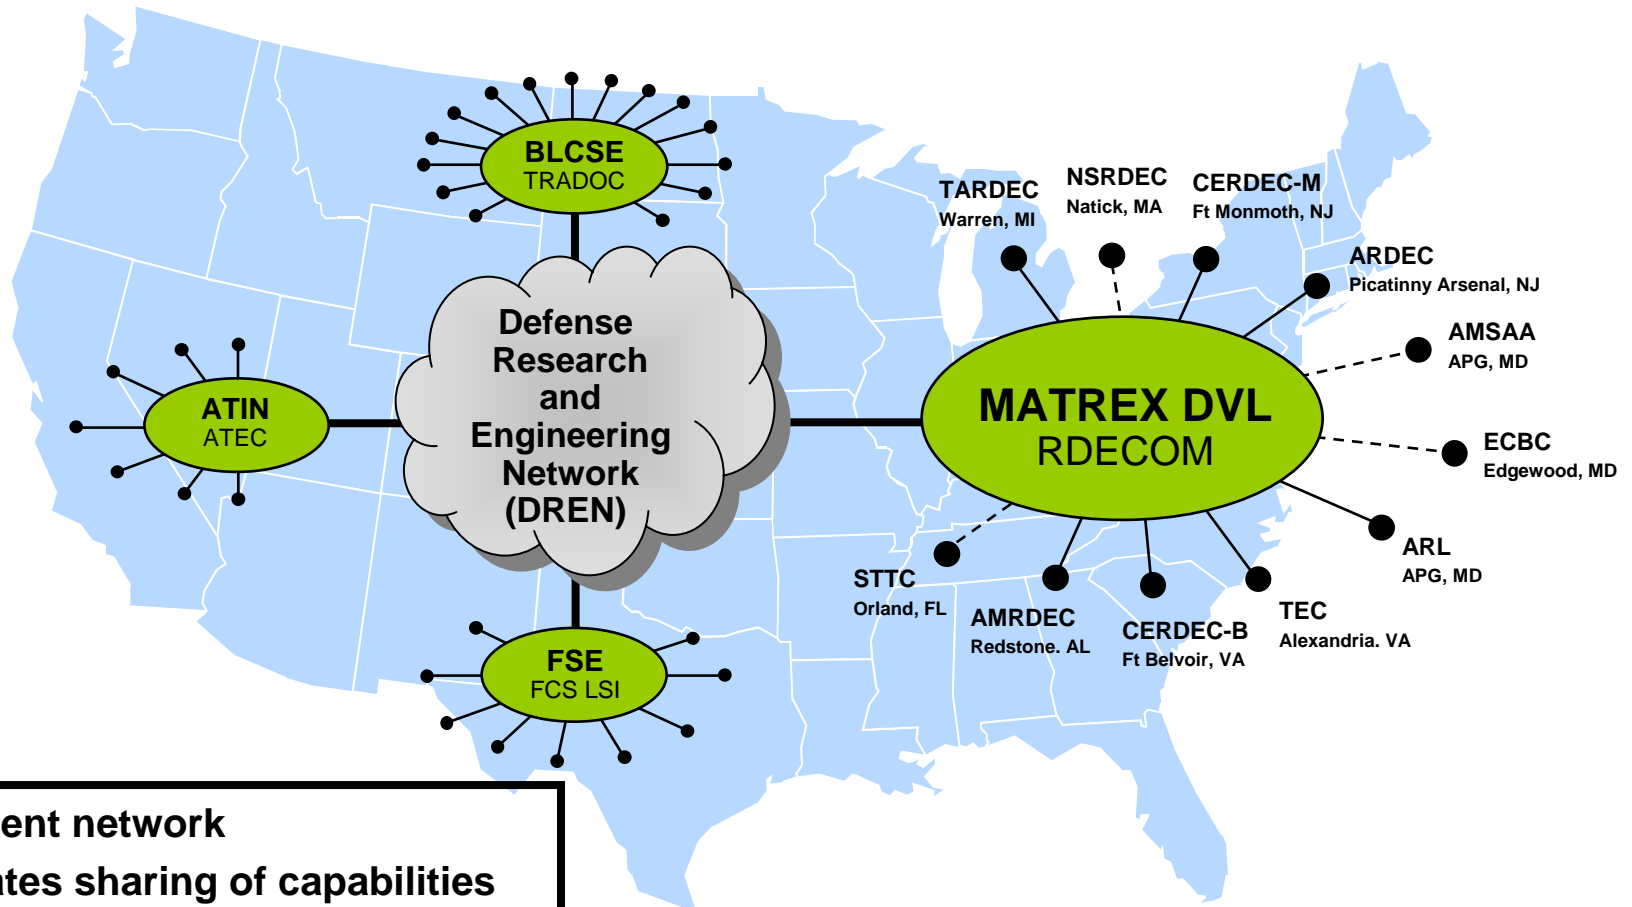 BLCSE
TRADOC
TARDEC
Warren, MI
NSRDEC
Natick, MA
CERDEC-M
Ft Monmoth, NJ
ARDEC
Picatinny Arsenal, NJ
AMSAA
APG, MD
Defense
Research
and
Engineering
Network
(DREN)
ATIN
ATEC
MATREX DVL
RDECOM
ECBC
Edgewood, MD
ARL
APG, MD
STTC
Orland, FL
AMRDEC
Redstone. AL
CERDEC-B
Ft Belvoir, VA
TEC
Alexandria. VA
FSE
FCS LSI
ent network
ates sharing of capabilities